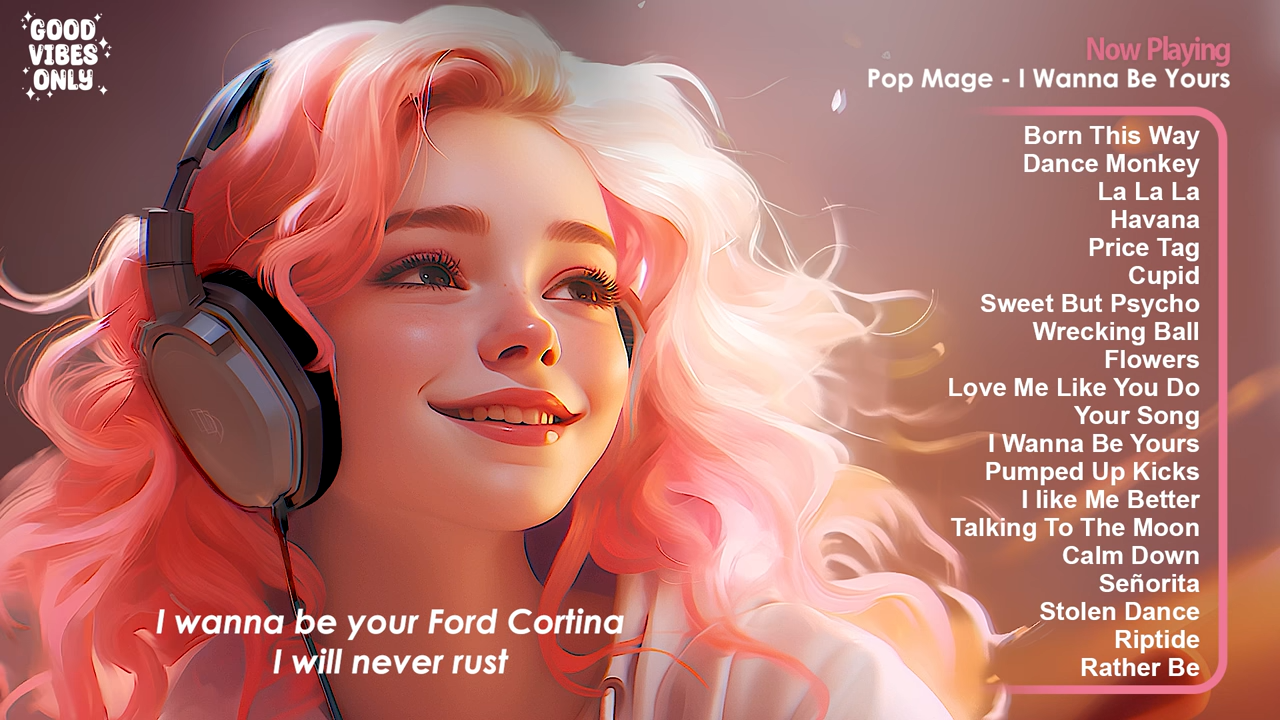 GOOD
VIBES
ONLY
Now Playing
Pop Mage - I Wanna Be Yours
Born This Way
Dance Monkey
La La La
Havana
Price Tag
Cupid
Sweet But Psycho
Wrecking Ball
Flowers
Love Me Like You Do
Your Song
I Wanna Be Yours
Pumped Up Kicks
I like Me Better
Talking To The Moon
Calm Down
Señorita
Stolen Dance
Riptide
Rather Be
I wanna be your Ford Cortina
I will never rust